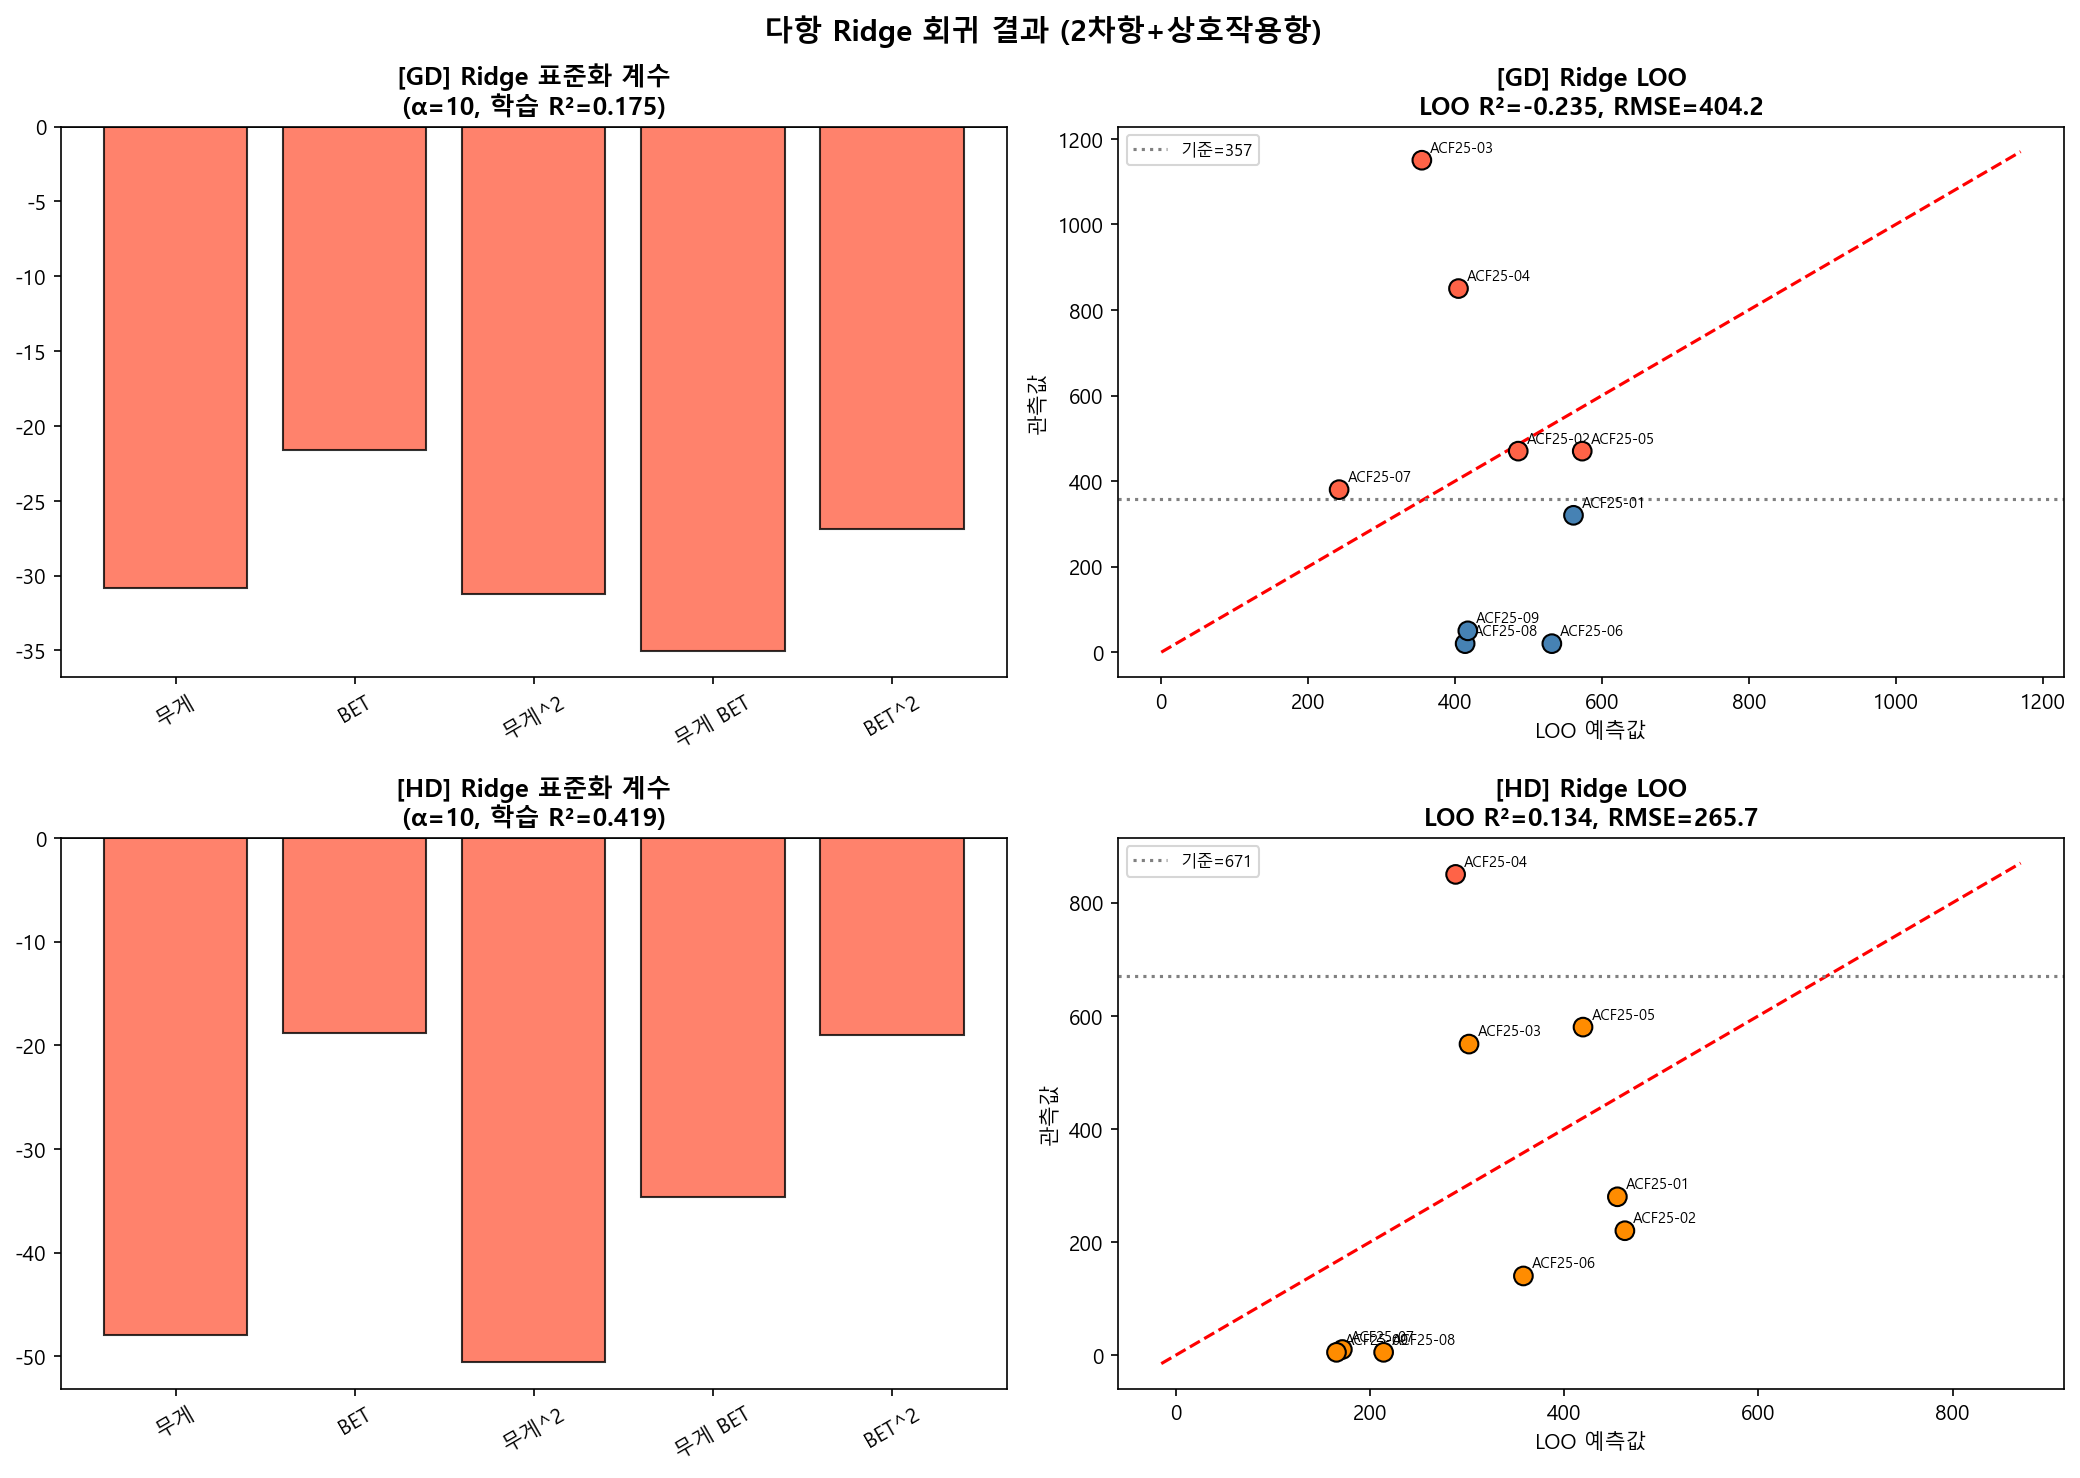 다항 Ridge 회귀 결과 (2차항+상호작용항)
[GD] Ridge 표준화 계수
(α=10, 학습 R²=0.175)
0
-5
-10
-15
-20
-25
-30
-35
무게
BET
무게^2
무게 BET
BET^2
[GD] Ridge LOO
LOO R²=-0.235, RMSE=404.2
기준=357
관측값
1200
1000
800
600
400
200
0
ACF25-03
ACF25-04
ACF25-02
ACF25-05
ACF25-07
ACF25-01
ACF25-09
ACF25-08
ACF25-06
0
200
400
600
800
1000
1200
LOO 예측값
[HD] Ridge 표준화 계수
(α=10, 학습 R²=0.419)
0
-10
-20
-30
-40
-50
무게
BET
무게^2
무게 BET
BET^2
[HD] Ridge LOO
LOO R²=0.134, RMSE=265.7
기준=671
관측값
800
600
400
200
0
ACF25-04
ACF25-05
ACF25-03
ACF25-01
ACF25-02
ACF25-06
ACF25-07
ACF25-08
0
200
400
600
800
LOO 예측값